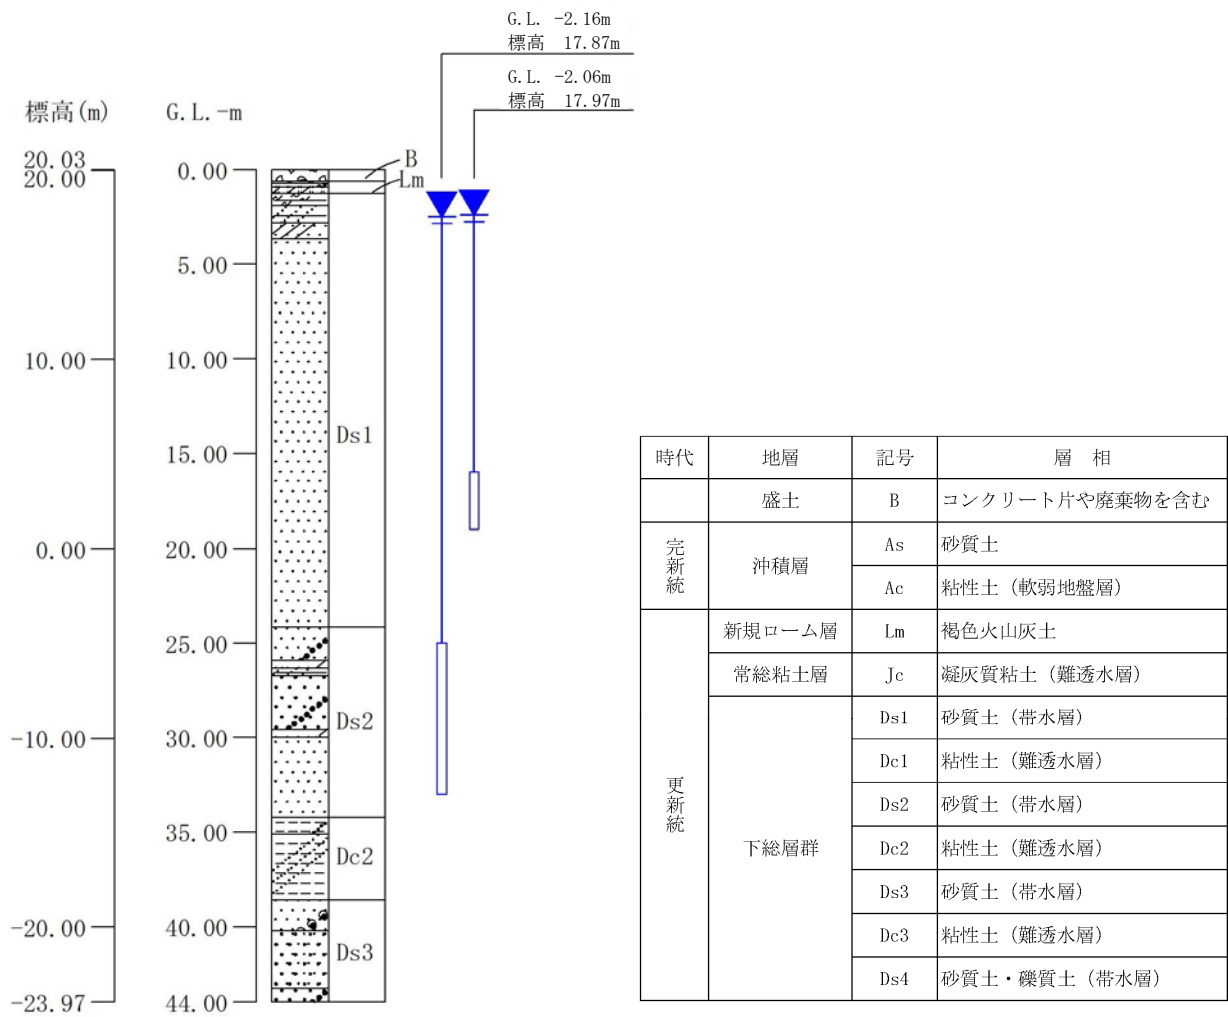 G.L. -2.16m
標高 17.87m
G.L. -2.06m
標高 17.97m
標高(m)
G.L.-m
20.03
20.00
10.00
0.00
-10.00
-20.00
-23.97
0.00
5.00
10.00
15.00
20.00
25.00
30.00
35.00
40.00
44.00
B
Lm
Ds1
Ds2
Dc2
Ds3
時代 地層 記号 層 相
盛土 B コンクリート片や廃棄物を含む
完新統 沖積層 As 砂質土
Ac 粘性土（軟弱地盤層）
更新統 新規ローム層 Lm 褐色火山灰土
常総粘土層 Jc 凝灰質粘土（難透水層）
下総層群 Ds1 砂質土（帯水層）
Dc1 粘性土（難透水層）
Ds2 砂質土（帯水層）
Dc2 粘性土（難透水層）
Ds3 砂質土（帯水層）
Dc3 粘性土（難透水層）
Ds4 砂質土・礫質土（帯水層）